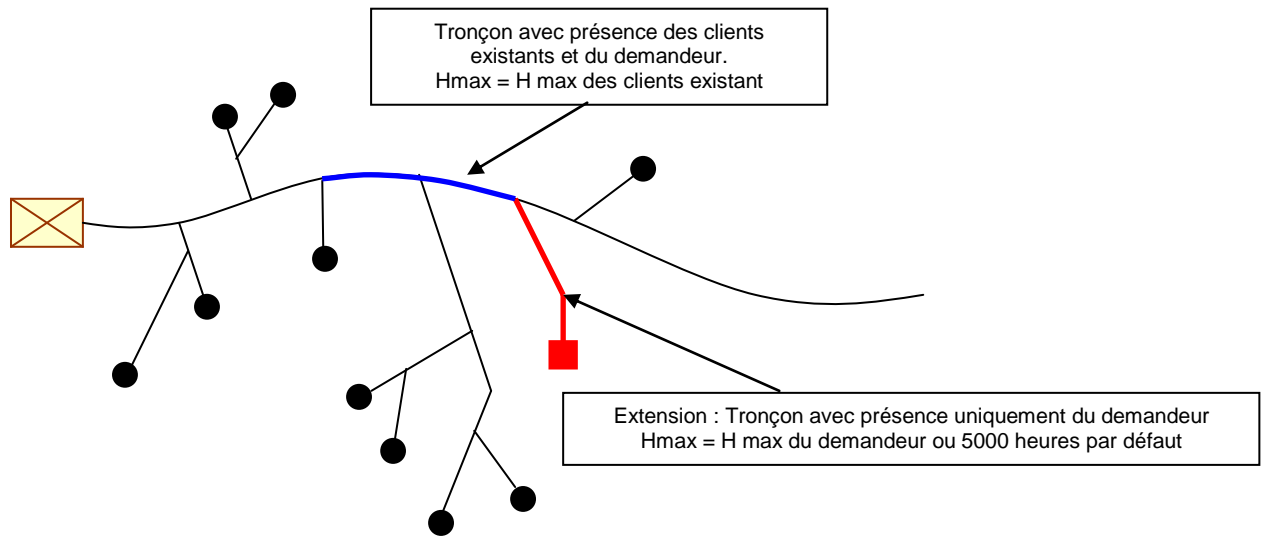 Tronçon avec présence des clients
existants et du demandeur.
Hmax = H max des clients existant
Extension : Tronçon avec présence uniquement du demandeur
Hmax = H max du demandeur ou 5000 heures par défaut